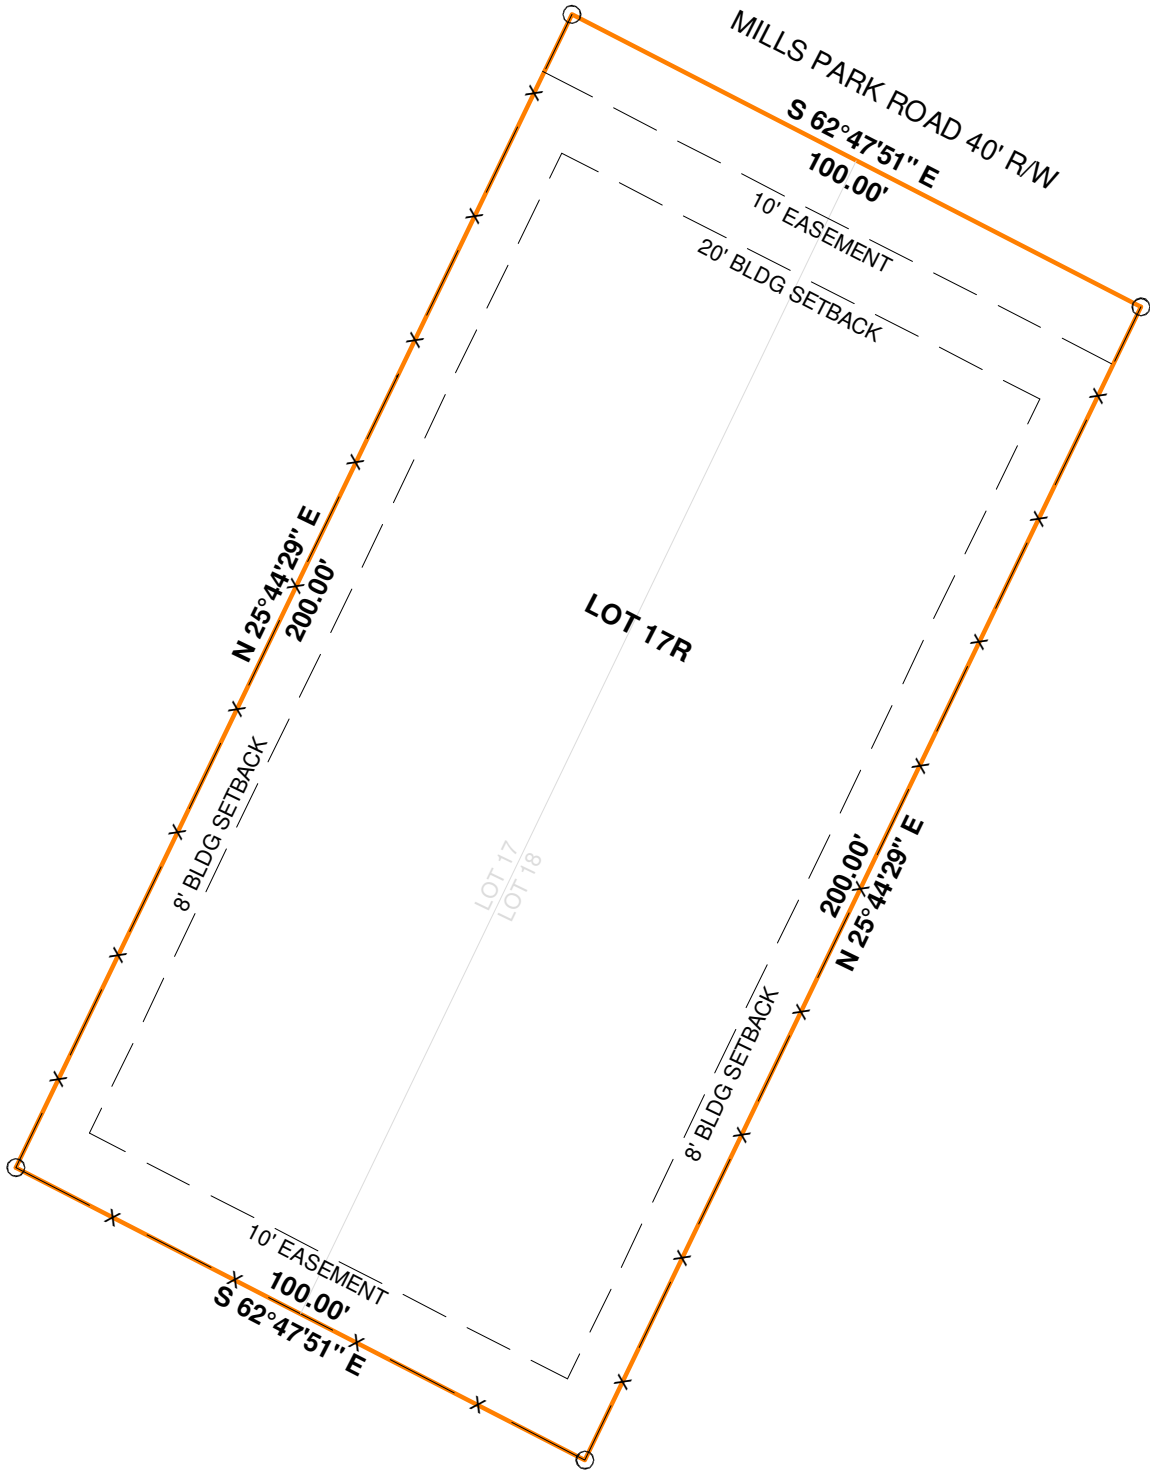 MILLS PARK ROAD 40' R/W
S 62°47'51" E
100.00'
10' EASEMENT
20' BLDG SETBACK
N 25°44'29" E
200.00'
LOT 17R
8' BLDG SETBACK
LOT 17
LOT 18
200.00'
N 25°44'29" E
8' BLDG SETBACK
10' EASEMENT
100.00'
S 62°47'51" E